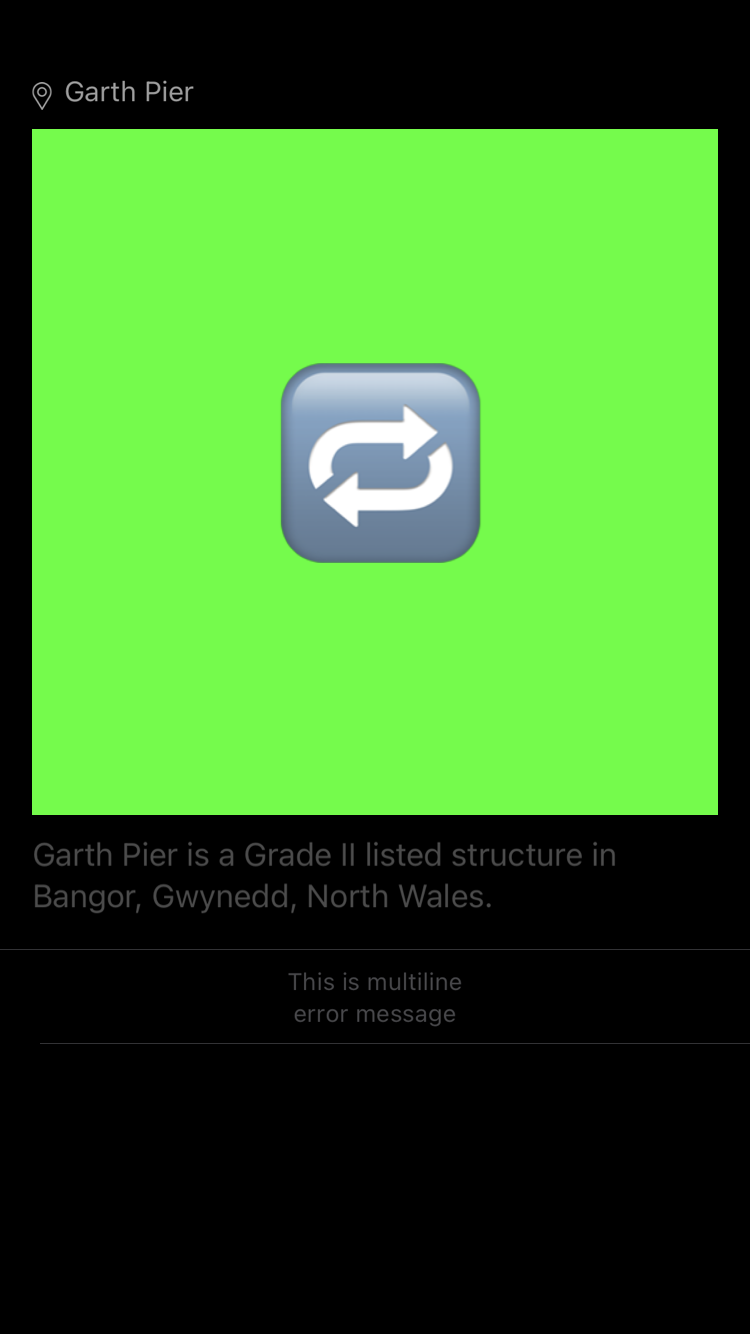 Garth Pier
Garth Pier is a Grade II listed structure in
Bangor, Gwynedd, North Wales.
This is multiline
error message